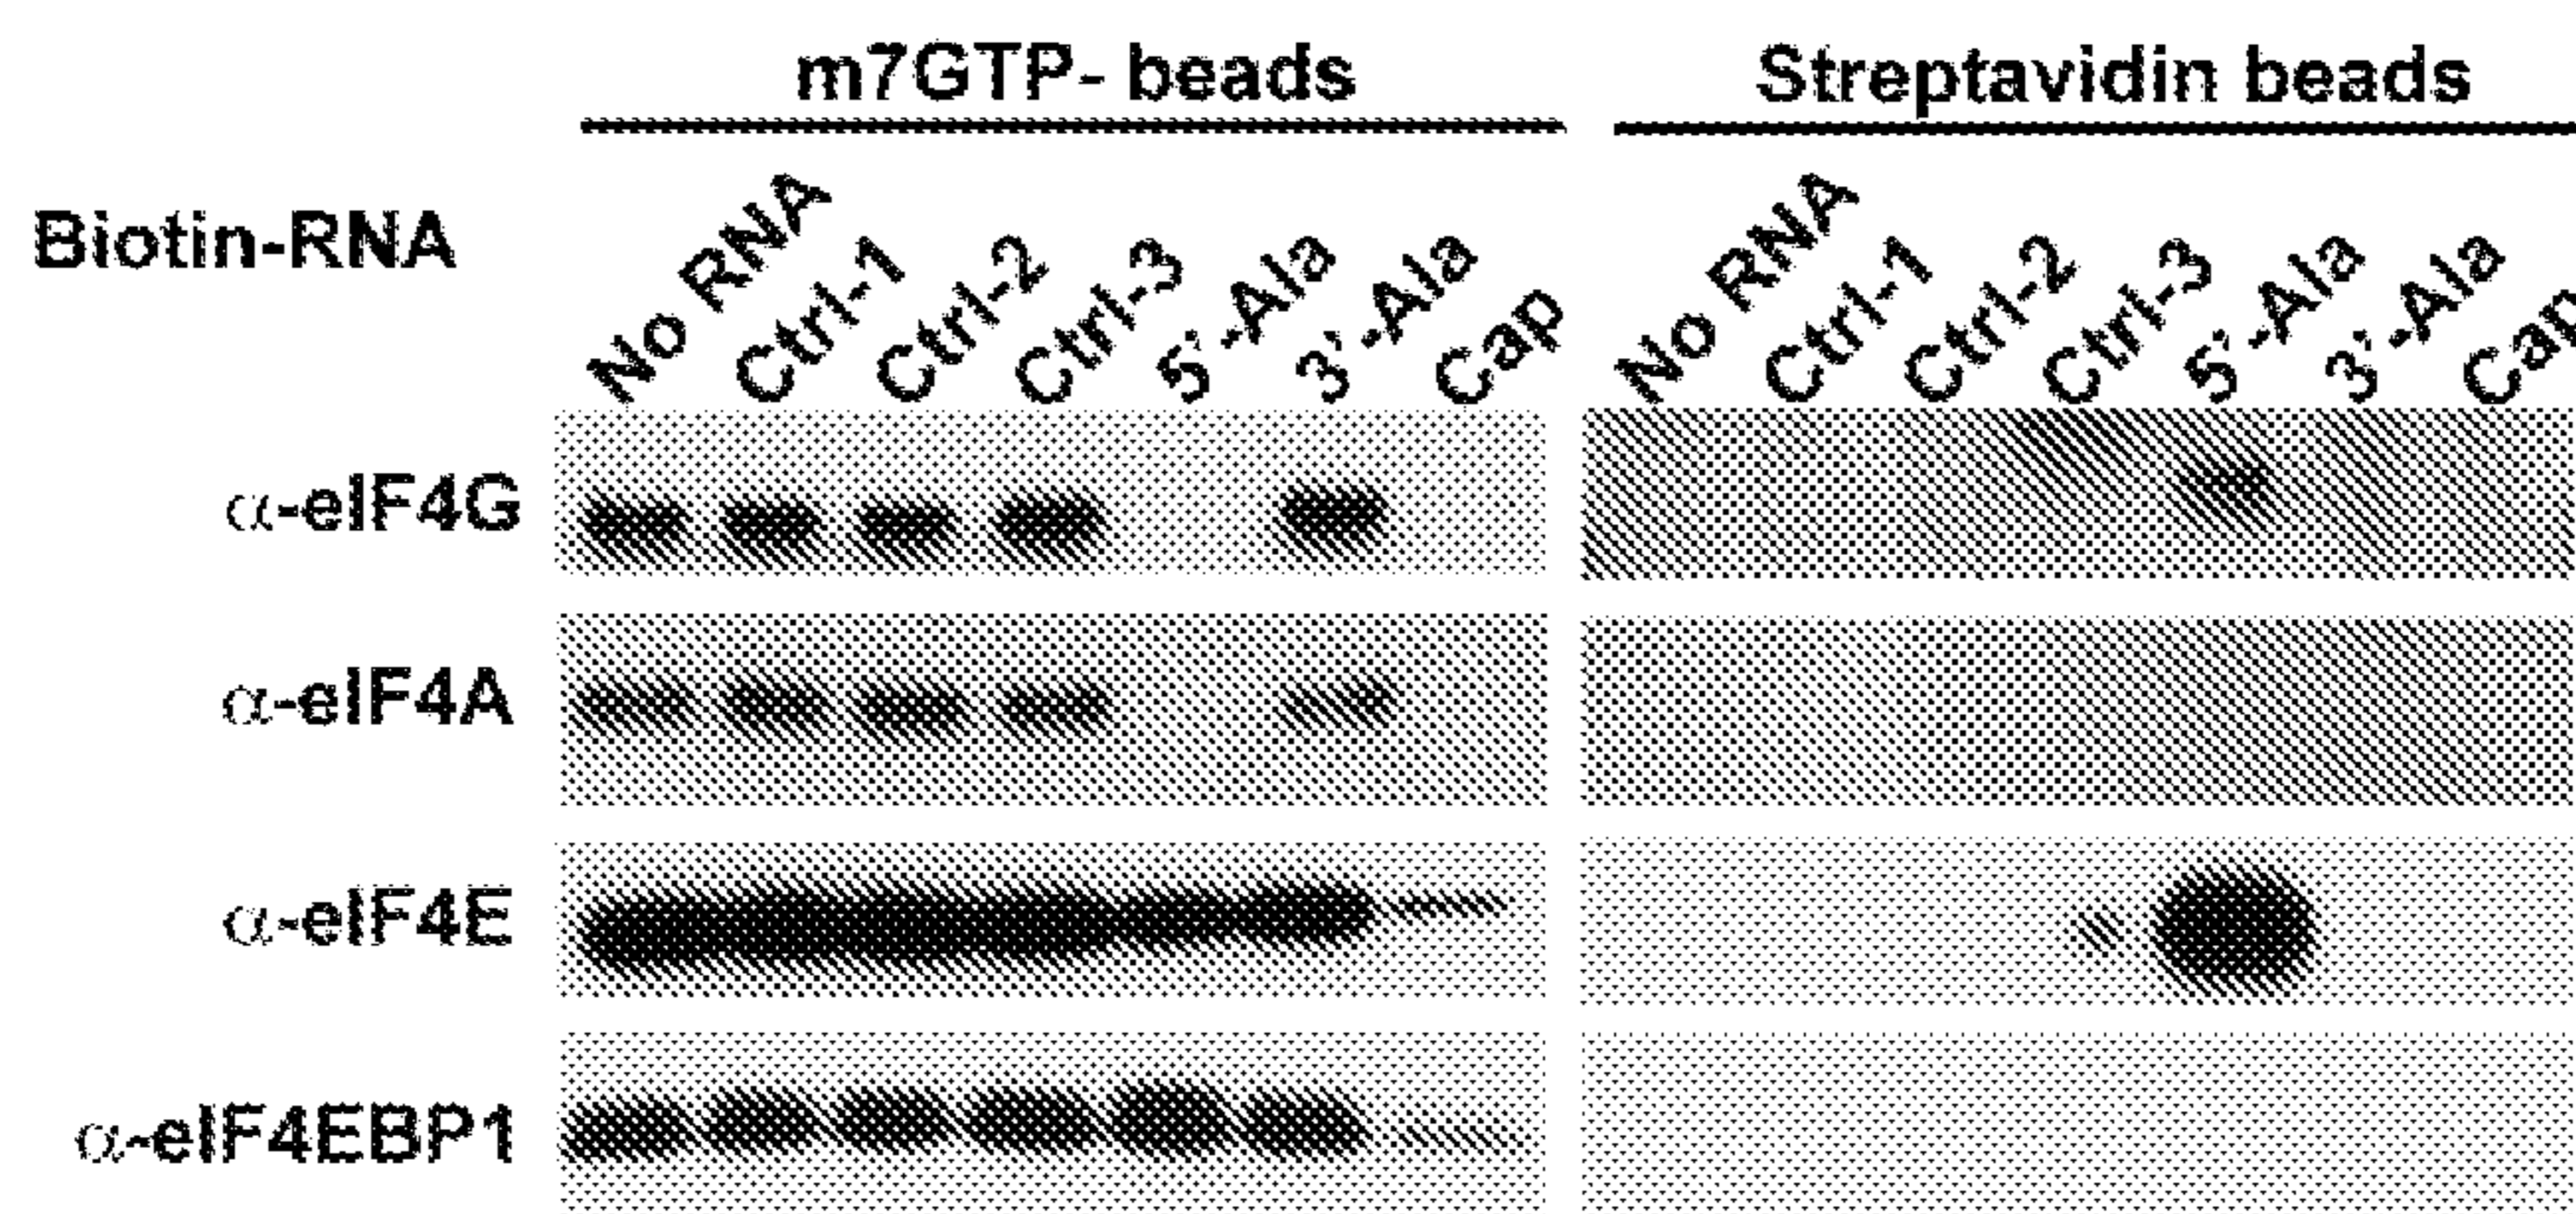 m7GTP- beads Streptavidin beads
Biotin-RNA No RNA Ctrl-1 Ctrl-2 Ctrl-3 5'-Ala 3'-Ala Cap No RNA Ctrl-1 Ctrl-2 Ctrl-3 5'-Ala 3'-Ala Cap
α-eIF4G
α-eIF4A
α-eIF4E
α-eIF4EBP1